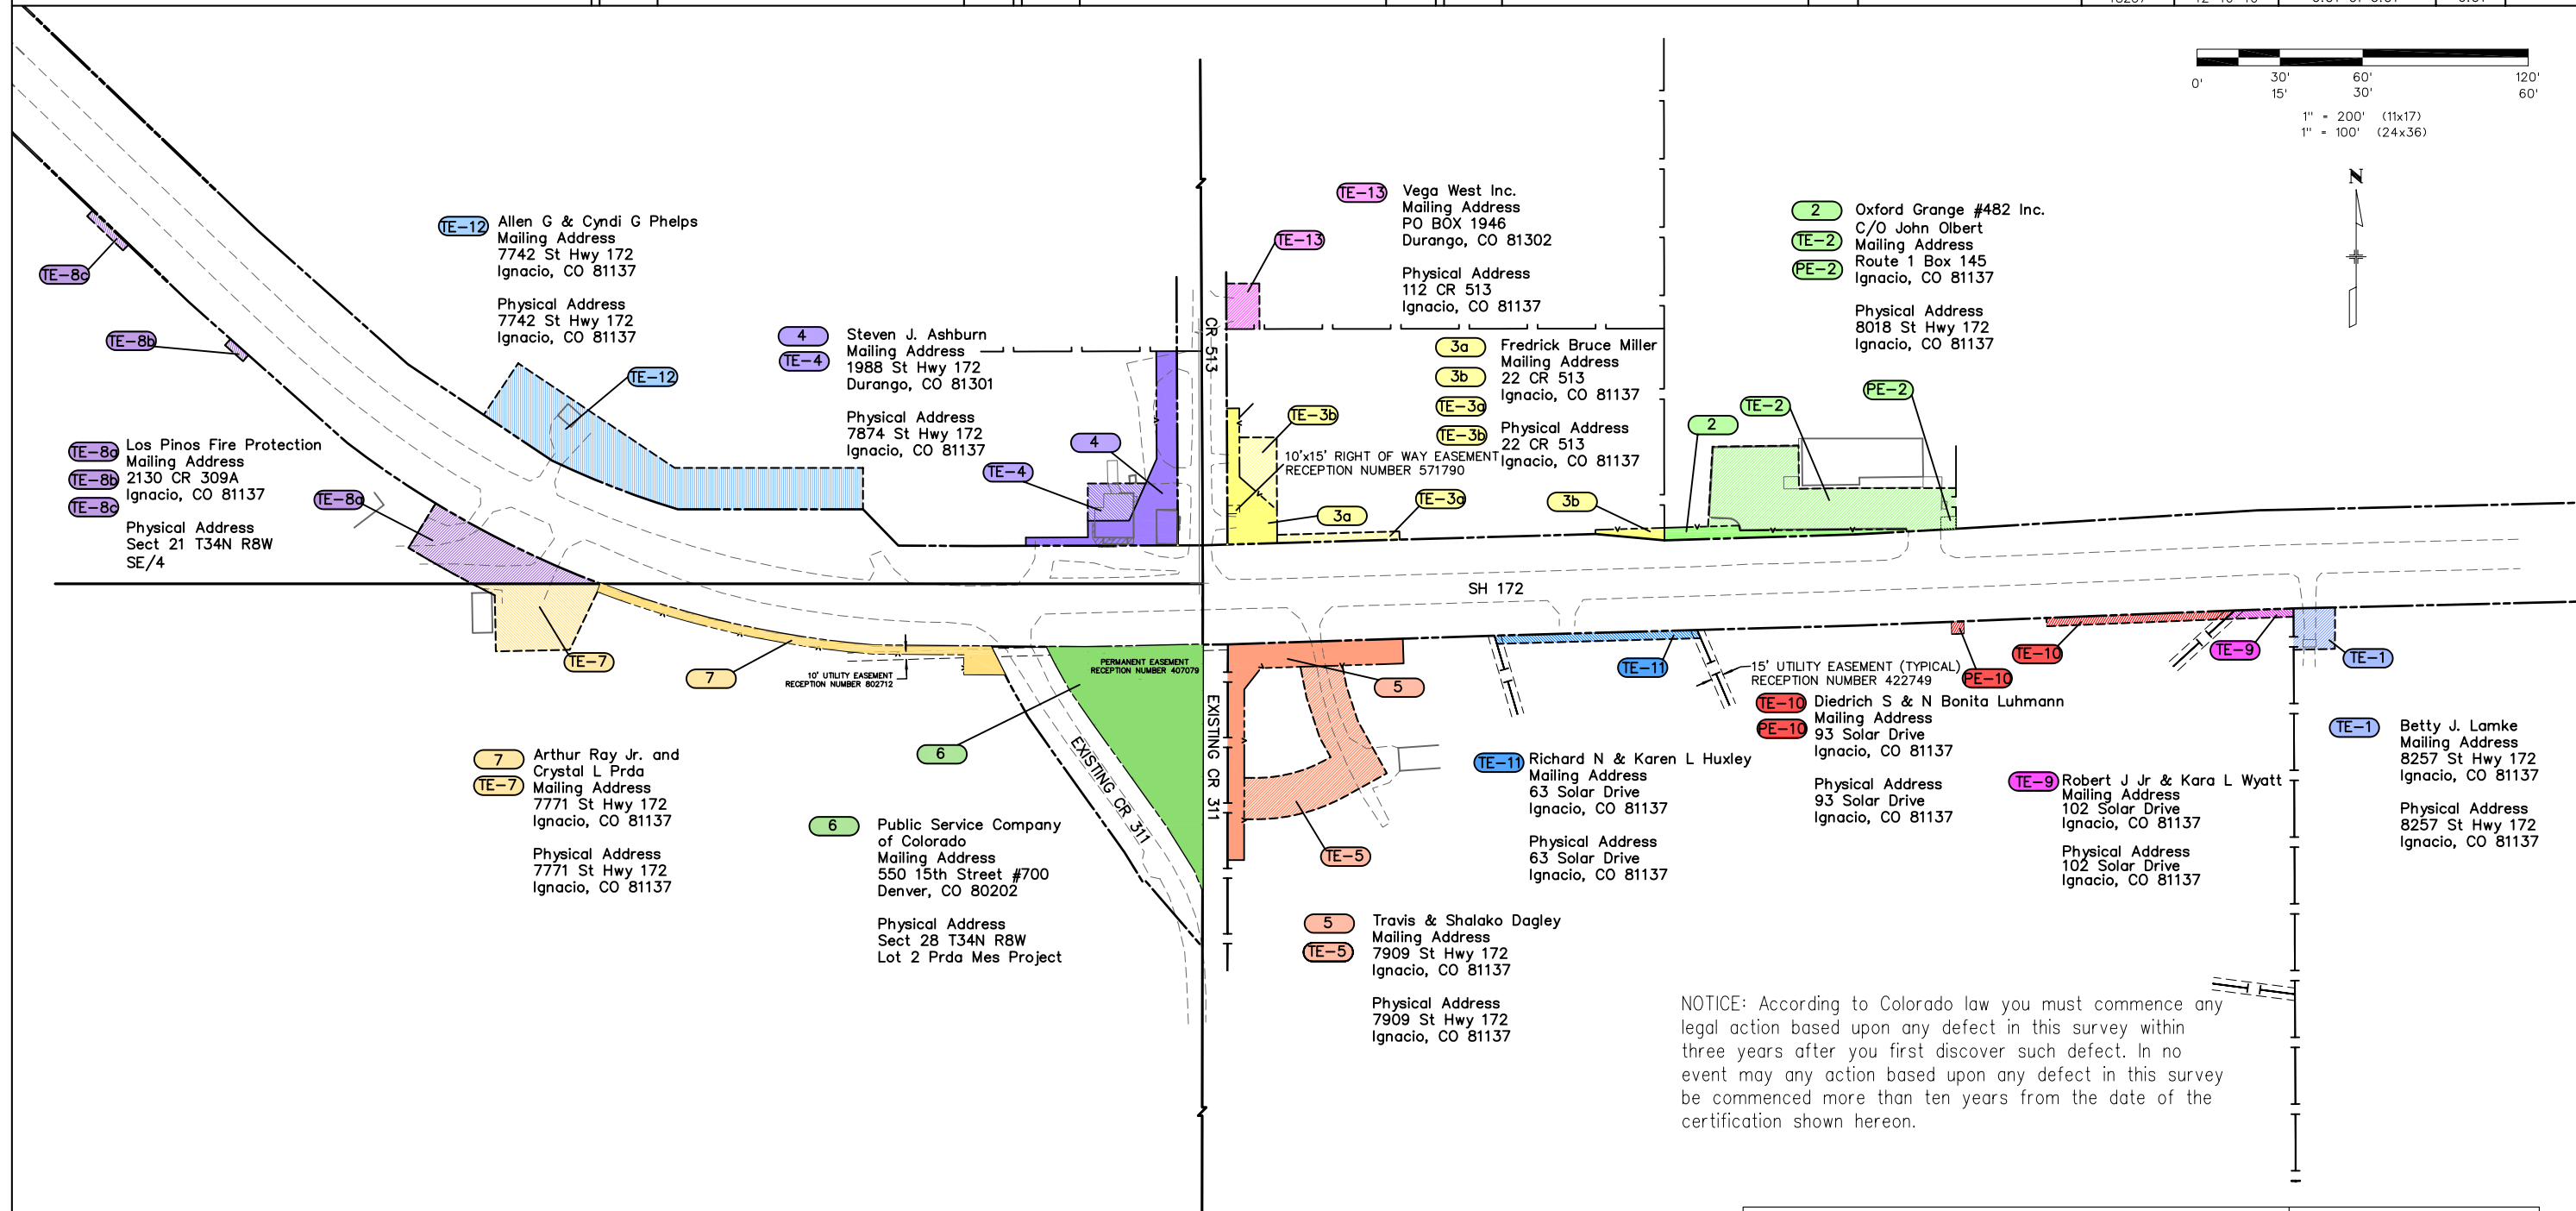 0'
30'
60'
120'
15'
30'
60'
1" = 200' (11x17)
1" = 100' (24x36)
N
TE-12
Allen G & Cyndi G Phelps
Mailing Address
7742 St Hwy 172
Ignacio, CO 81137
Physical Address
7742 St Hwy 172
Ignacio, CO 81137
TE-12
TE-8c
TE-8b
TE-8a
TE-8b
TE-8c
Los Pinos Fire Protection
Mailing Address
2130 CR 309A
Ignacio, CO 81137
Physical Address
Sect 21 T34N R8W
SE/4
TE-8a
4
TE-4
Steven J. Ashburn
Mailing Address
1988 St Hwy 172
Durango, CO 81301
Physical Address
7874 St Hwy 172
Ignacio, CO 81137
4
TE-4
CR 513
TE-13
Vega West Inc.
Mailing Address
PO BOX 1946
Durango, CO 81302
Physical Address
112 CR 513
Ignacio, CO 81137
TE-13
3a
3b
TE-3a
TE-3b
Fredrick Bruce Miller
Mailing Address
22 CR 513
Ignacio, CO 81137
Physical Address
22 CR 513
Ignacio, CO 81137
TE-3b
10'x15' RIGHT OF WAY EASEMENT
RECEPTION NUMBER 571790
3a
TE-3a
3b
2
TE-2
PE-2
Oxford Grange #482 Inc.
C/O John Olbert
Mailing Address
Route 1 Box 145
Ignacio, CO 81137
Physical Address
8018 St Hwy 172
Ignacio, CO 81137
2
TE-2
PE-2
SH 172
TE-7
7
10' UTILITY EASEMENT
RECEPTION NUMBER 802712
PERMANENT EASEMENT
RECEPTION NUMBER 407079
6
EXISTING CR 311
EXISTING CR 311
5
TE-5
TE-11
15' UTILITY EASEMENT (TYPICAL)
RECEPTION NUMBER 422749
PE-10
TE-10
TE-9
TE-1
7
TE-7
Arthur Ray Jr. and
Crystal L Prda
Mailing Address
7771 St Hwy 172
Ignacio, CO 81137
Physical Address
7771 St Hwy 172
Ignacio, CO 81137
6
Public Service Company
of Colorado
Mailing Address
550 15th Street #700
Denver, CO 80202
Physical Address
Sect 28 T34N R8W
Lot 2 Prda Mes Project
5
TE-5
Travis & Shalako Dagley
Mailing Address
7909 St Hwy 172
Ignacio, CO 81137
Physical Address
7909 St Hwy 172
Ignacio, CO 81137
TE-11
Richard N & Karen L Huxley
Mailing Address
63 Solar Drive
Ignacio, CO 81137
Physical Address
63 Solar Drive
Ignacio, CO 81137
TE-10
PE-10
Diedrich S & N Bonita Luhmann
Mailing Address
93 Solar Drive
Ignacio, CO 81137
Physical Address
93 Solar Drive
Ignacio, CO 81137
TE-9
Robert J Jr & Kara L Wyatt
Mailing Address
102 Solar Drive
Ignacio, CO 81137
Physical Address
102 Solar Drive
Ignacio, CO 81137
TE-1
Betty J. Lamke
Mailing Address
8257 St Hwy 172
Ignacio, CO 81137
Physical Address
8257 St Hwy 172
Ignacio, CO 81137
NOTICE: According to Colorado law you must commence any
legal action based upon any defect in this survey within
three years after you first discover such defect. In no
event may any action based upon any defect in this survey
be commenced more than ten years from the date of the
certification shown hereon.